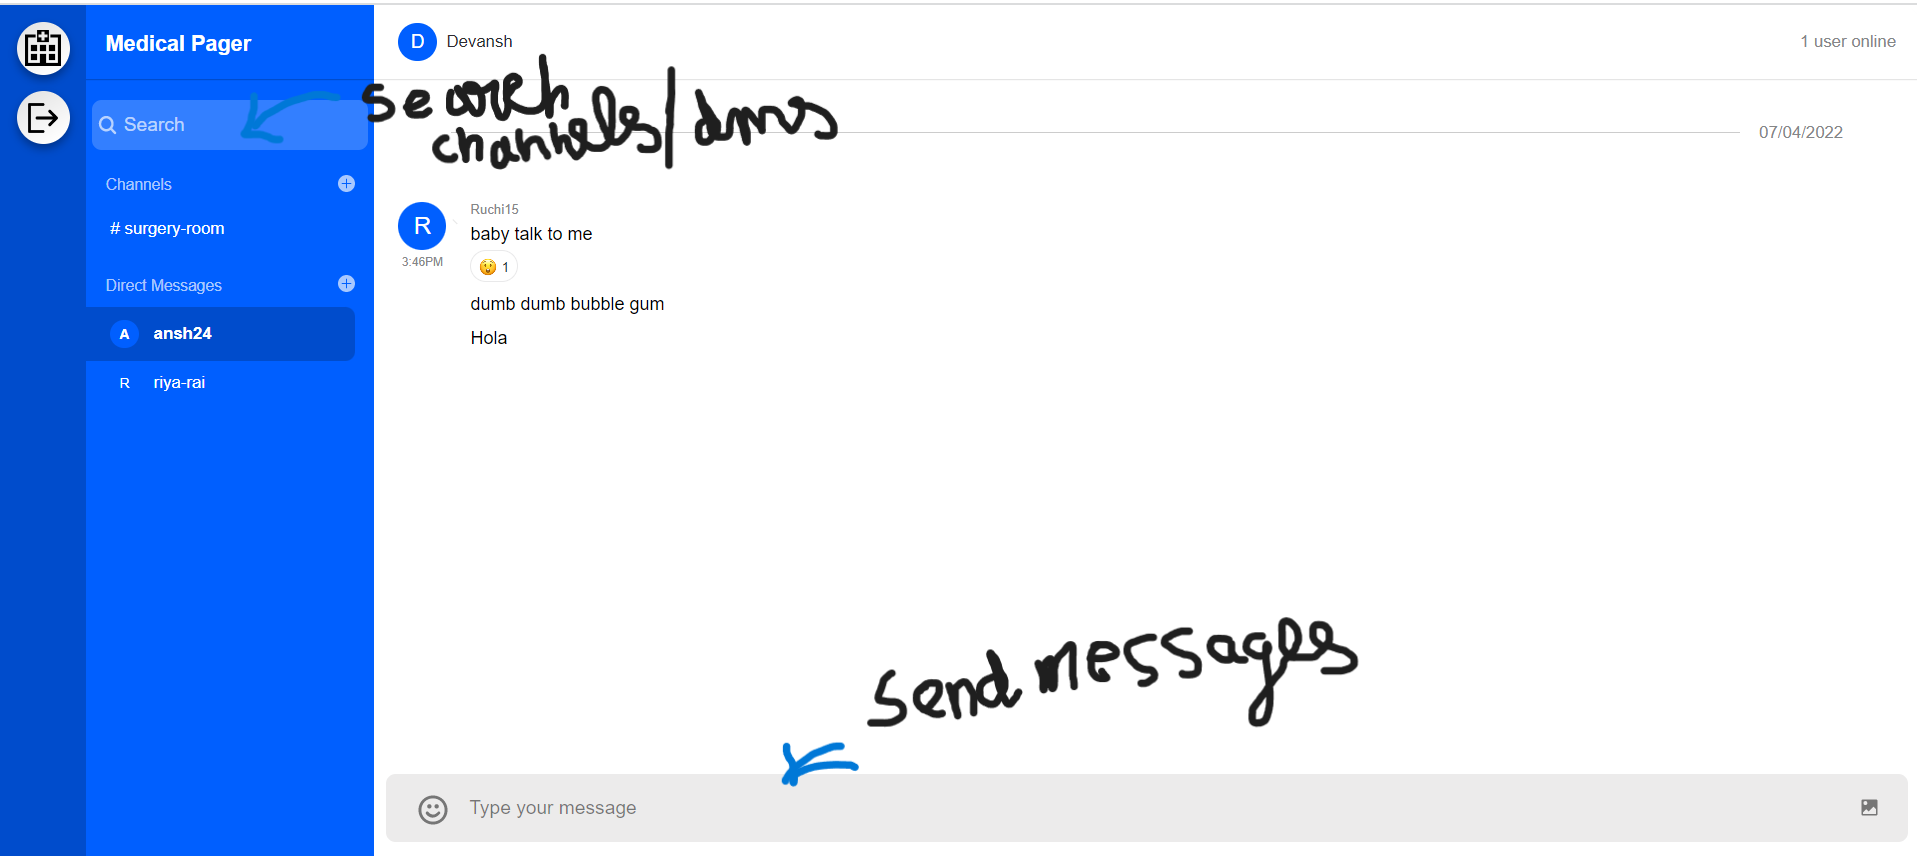 Medical Pager
Search
Channels
# surgery-room
Direct Messages
A ansh24
R riya-rai
D Devansh
1 user online
search
channels/dms
07/04/2022
R
Ruchi15
baby talk to me
3:46PM
1
dumb dumb bubble gum
Hola
send messages
Type your message